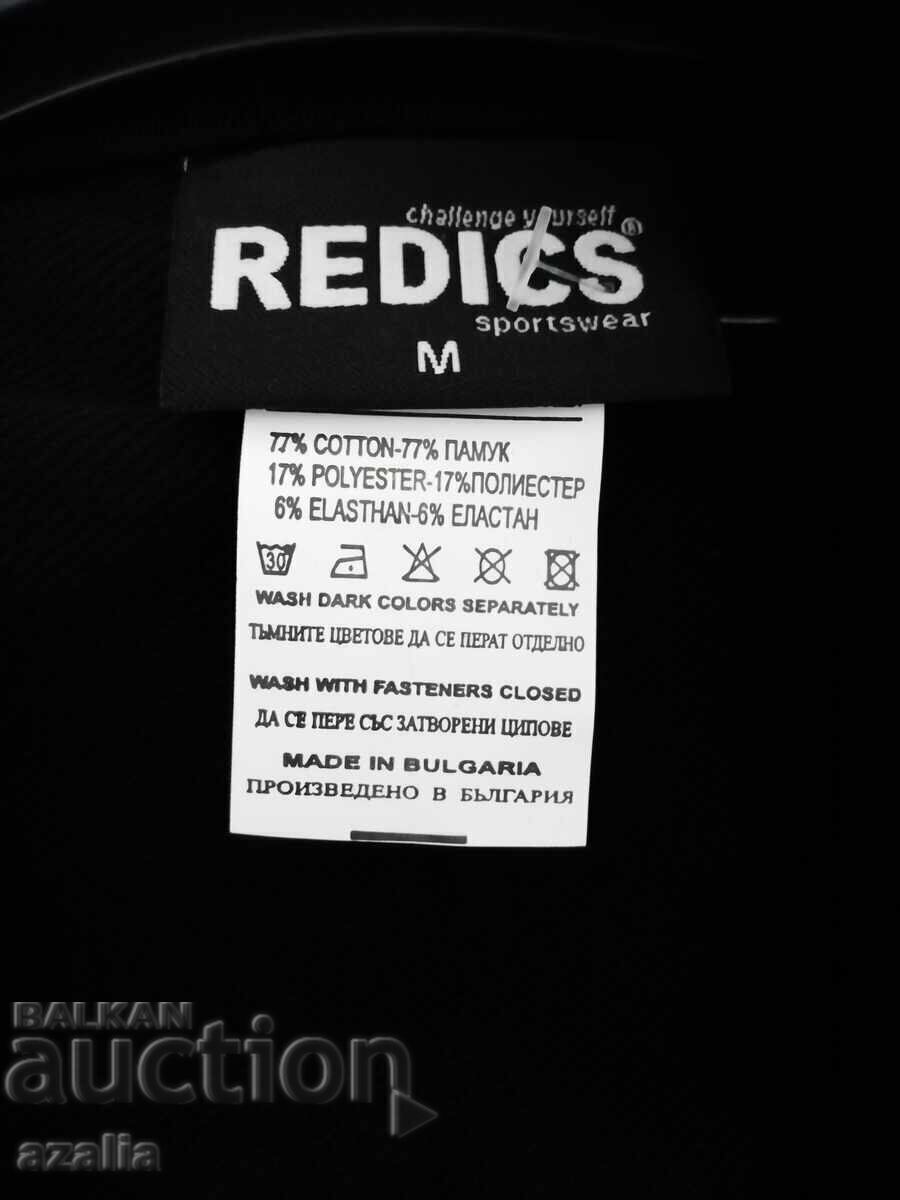 challenge yourself
REDICS®
sportswear
M
77% COTTON-77% ПАМУК
17% POLYESTER-17%ПОЛИЕСТЕР
6% ELASTHAN-6% ЕЛАСТАН
30
WASH DARK COLORS SEPARATELY
ТЪМНИТЕ ЦВЕТОВЕ ДА СЕ ПЕРАТ ОТДЕЛНО
WASH WITH FASTENERS CLOSED
ДА СЕ ПЕРЕ СЪС ЗАТВОРЕНИ ЦИПОВЕ
MADE IN BULGARIA
ПРОИЗВЕДЕНО В БЪЛГАРИЯ
BALKAN
auction
azalia